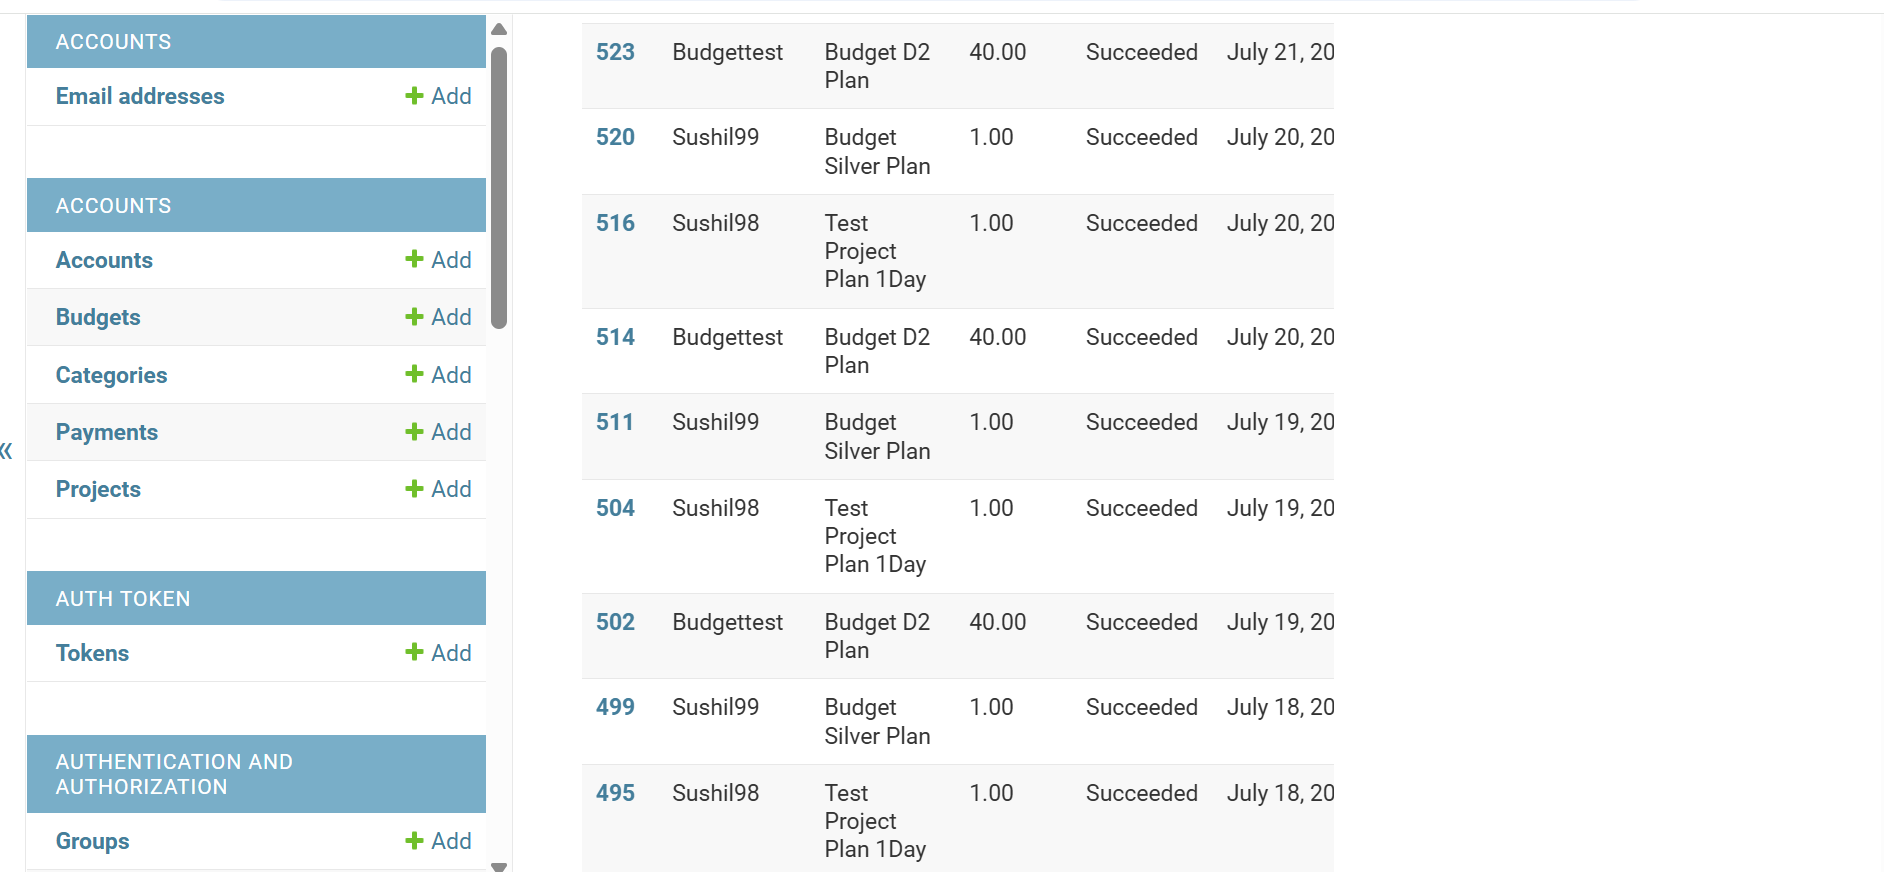 ACCOUNTS
Email addresses + Add
ACCOUNTS
Accounts + Add
Budgets + Add
Categories + Add
Payments + Add
Projects + Add
AUTH TOKEN
Tokens + Add
AUTHENTICATION AND
AUTHORIZATION
Groups + Add
«
523 Budgettest Budget D2 40.00 Succeeded July 21, 20
Plan
520 Sushil99 Budget 1.00 Succeeded July 20, 20
Silver Plan
516 Sushil98 Test 1.00 Succeeded July 20, 20
Project
Plan 1Day
514 Budgettest Budget D2 40.00 Succeeded July 20, 20
Plan
511 Sushil99 Budget 1.00 Succeeded July 19, 20
Silver Plan
504 Sushil98 Test 1.00 Succeeded July 19, 20
Project
Plan 1Day
502 Budgettest Budget D2 40.00 Succeeded July 19, 20
Plan
499 Sushil99 Budget 1.00 Succeeded July 18, 20
Silver Plan
495 Sushil98 Test 1.00 Succeeded July 18, 20
Project
Plan 1Day